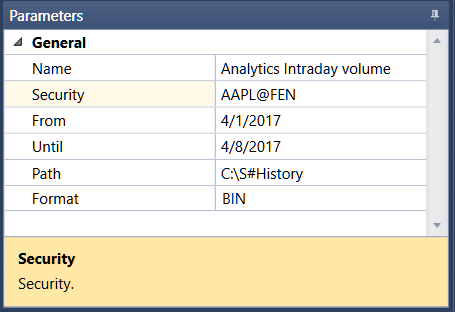 Parameters
General
Name Analytics Intraday volume
Security AAPL@FEN
From 4/1/2017
Until 4/8/2017
Path C:\S#History
Format BIN
Security
Security.